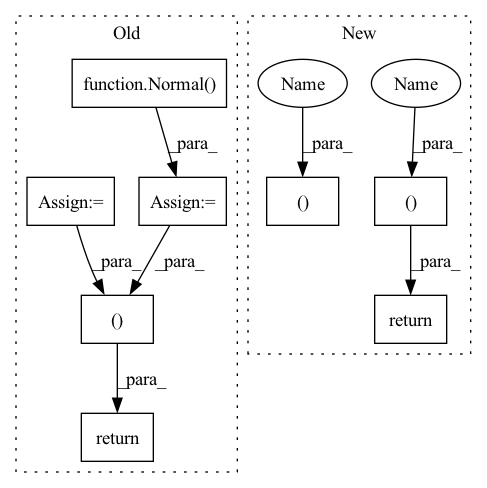 Old
New
function.Normal()
Name
Name
_para_
_para_
_para_
Assign:=
Assign:=
()
()
_para_
_para_
_para_
()
return
_para_
return